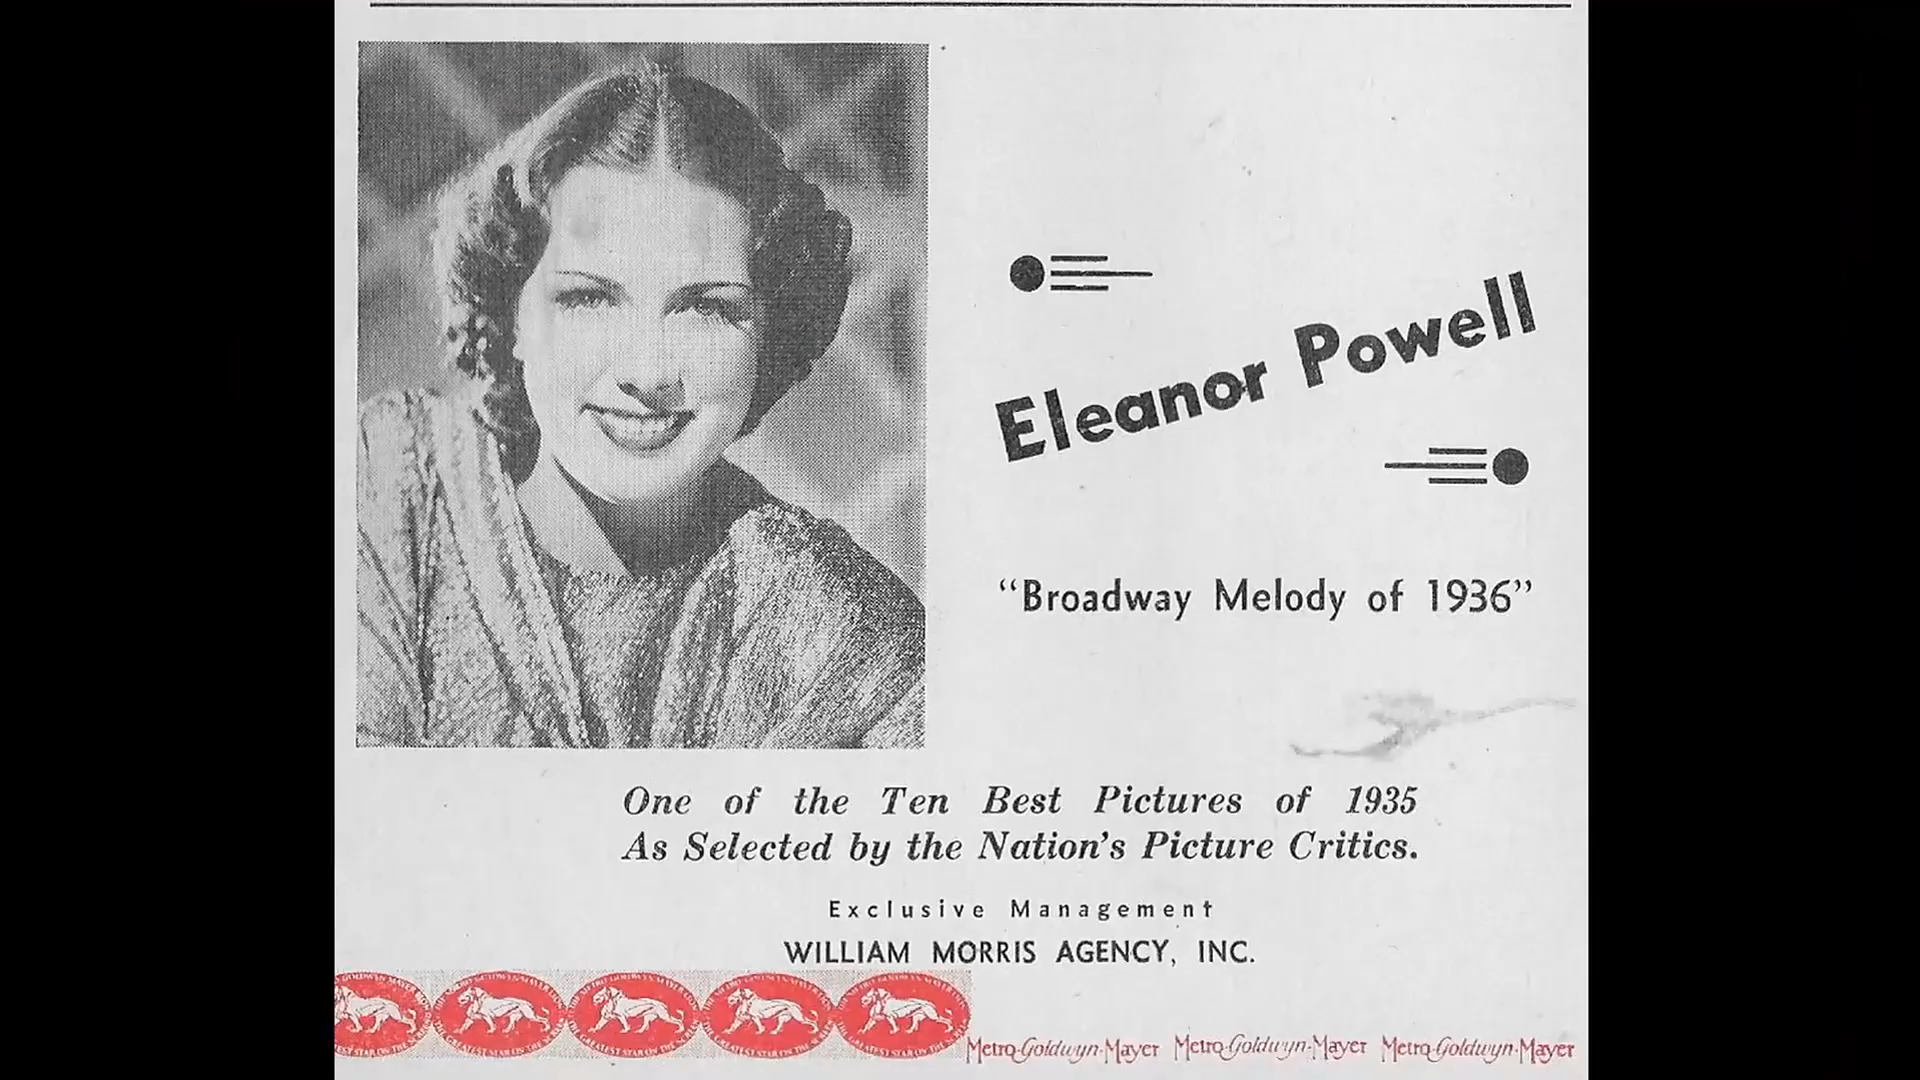 Eleanor Powell
“Broadway Melody of 1936”
One of the Ten Best Pictures of 1935
As Selected by the Nation’s Picture Critics.
Exclusive Management
WILLIAM MORRIS AGENCY, INC.
Metro-Goldwyn-Mayer Metro-Goldwyn-Mayer Metro-Goldwyn-Mayer